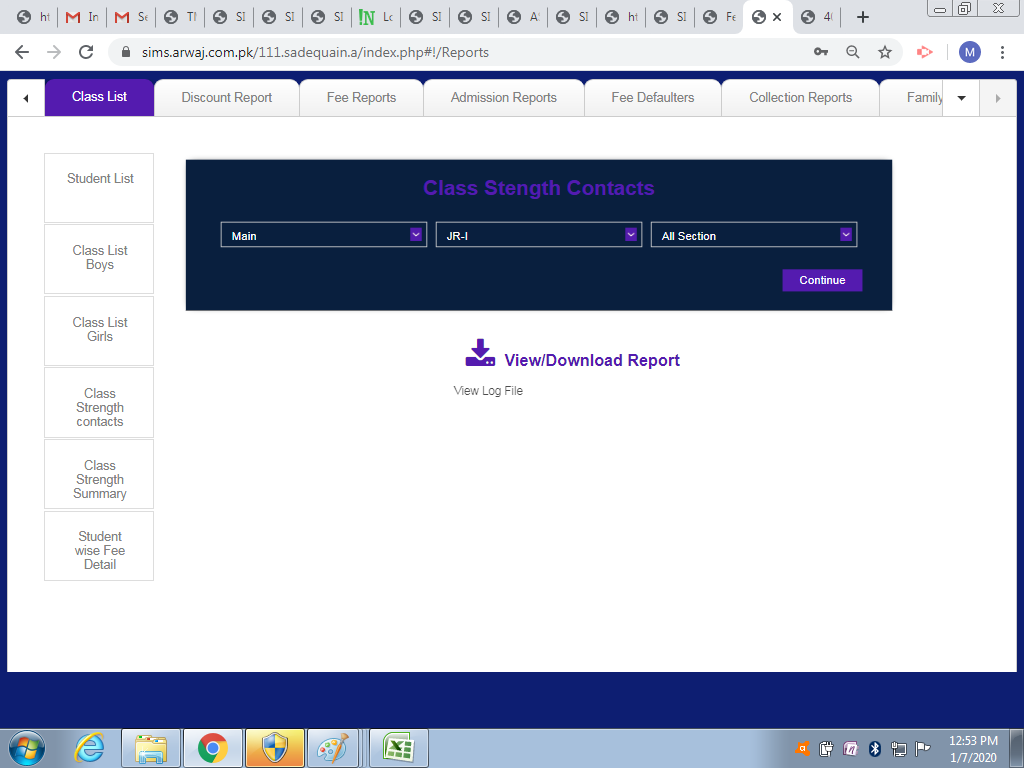 ht
In
Se
Tl
SI
SI
SI
!N
Lo
SI
SI
A
SI
ht
SI
Fe
4(
sims.arwaj.com.pk/111.sadequain.a/index.php#!/Reports
M
Class List
Discount Report
Fee Reports
Admission Reports
Fee Defaulters
Collection Reports
Family
Student List
Class List
Boys
Class List
Girls
Class
Strength
contacts
Class
Strength
Summary
Student
wise Fee
Detail
Class Stength Contacts
Main
JR-I
All Section
Continue
View/Download Report
View Log File
12:53 PM
1/7/2020